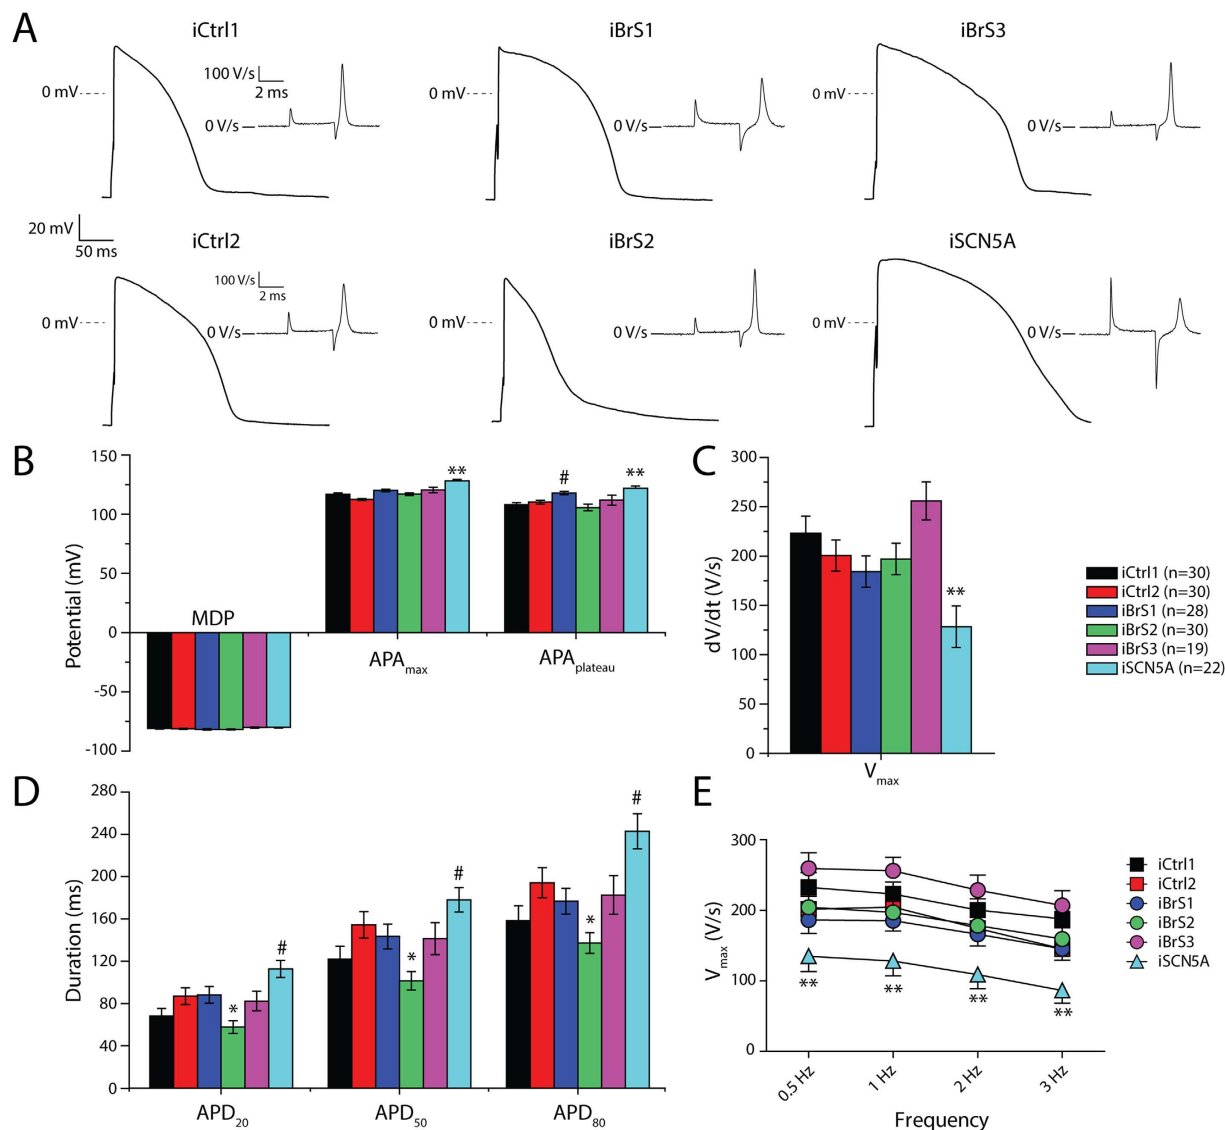 A
iCtrl1
iBrS1
iBrS3
100 V/s
2 ms
0 mV
0 V/s
0 mV
0 V/s
0 mV
0 V/s
20 mV
50 ms
iCtrl2
iBrS2
iSCN5A
100 V/s
2 ms
0 mV
0 V/s
0 mV
0 V/s
0 mV
0 V/s
B
Potential (mV)
150
100
50
0
-50
-100
MDP
APAmax
APAplateau
**
#
**
C
dV/dt (V/s)
300
250
200
150
100
50
0
**
Vmax
iCtrl1 (n=30)
iCtrl2 (n=30)
iBrS1 (n=28)
iBrS2 (n=30)
iBrS3 (n=19)
iSCN5A (n=22)
D
Duration (ms)
280
240
200
160
120
80
40
0
*
#
*
#
*
#
APD20
APD50
APD80
E
Vmax (V/s)
300
200
100
0
**
**
**
**
0.5 Hz
1 Hz
2 Hz
3 Hz
Frequency
iCtrl1
iCtrl2
iBrS1
iBrS2
iBrS3
iSCN5A